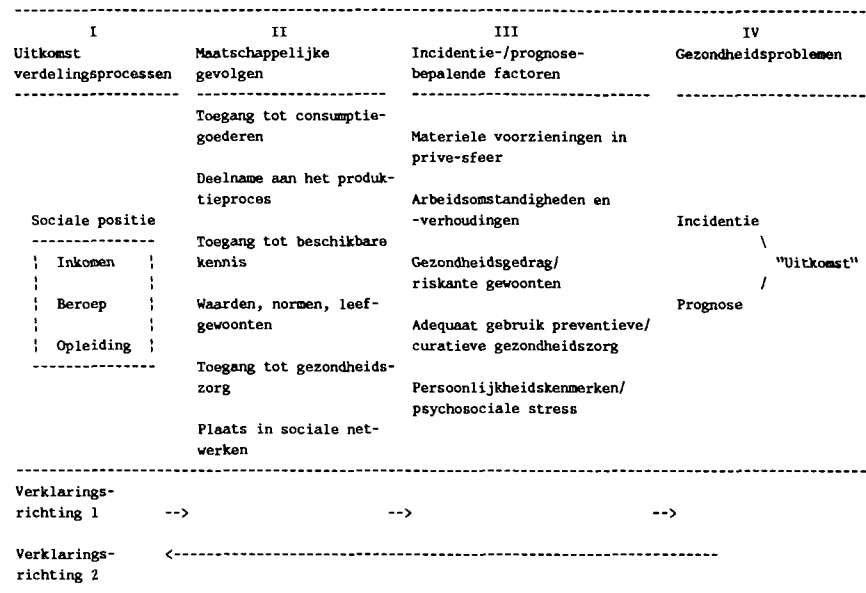 I
Uitkomst
verdelingsprocessen
II
Maatschappelijke
gevolgen
III
Incidentie-/prognose-
bepalende factoren
IV
Gezondheidsproblemen
Sociale positie
Inkomen
Beroep
Opleiding
Toegang tot consumptie-
goederen
Deelname aan het produk-
tieproces
Toegang tot beschikbare
kennis
Waarden, normen, leef-
gewoonten
Toegang tot gezondheids-
zorg
Plaats in sociale net-
werken
Materiele voorzieningen in
prive-sfeer
Arbeidsomstandigheden en
-verhoudingen
Gezondheidsgedrag/
riskante gewoonten
Adequaat gebruik preventieve/
curatieve gezondheidszorg
Persoonlijkheidskenmerken/
psychosociale stress
Incidentie
\
"Uitkomst"
/
Prognose
Verklarings-
richting 1 --> --> -->
Verklarings- <--------------------------------------------------------------
richting 2